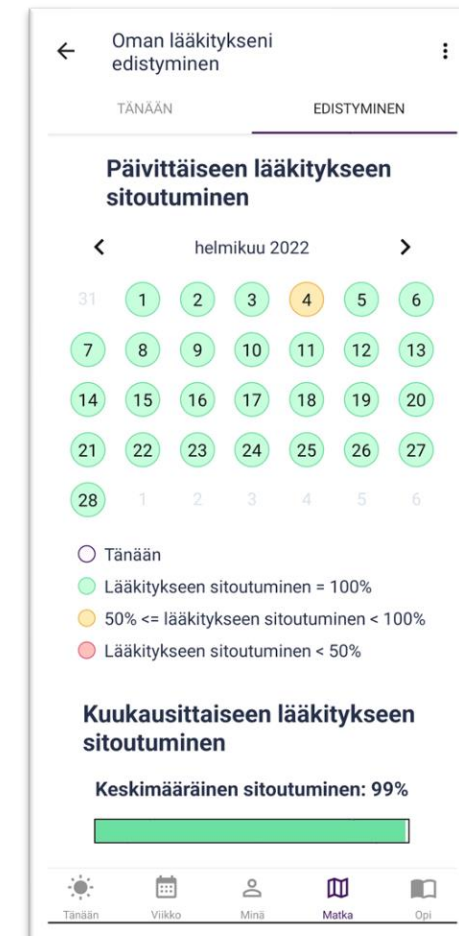 Oman lääkitykseni
edistyminen
TÄNÄÄN EDISTYMINEN
Päivittäiseen lääkitykseen
sitoutuminen
helmikuu 2022
31 1 2 3 4 5 6
7 8 9 10 11 12 13
14 15 16 17 18 19 20
21 22 23 24 25 26 27
28 1 2 3 4 5 6
Tänään
Lääkitykseen sitoutuminen = 100%
50% <= lääkitykseen sitoutuminen < 100%
Lääkitykseen sitoutuminen < 50%
Kuukausittaiseen lääkitykseen
sitoutuminen
Keskimääräinen sitoutuminen: 99%
Tänään Viikko Minä Matka Opi